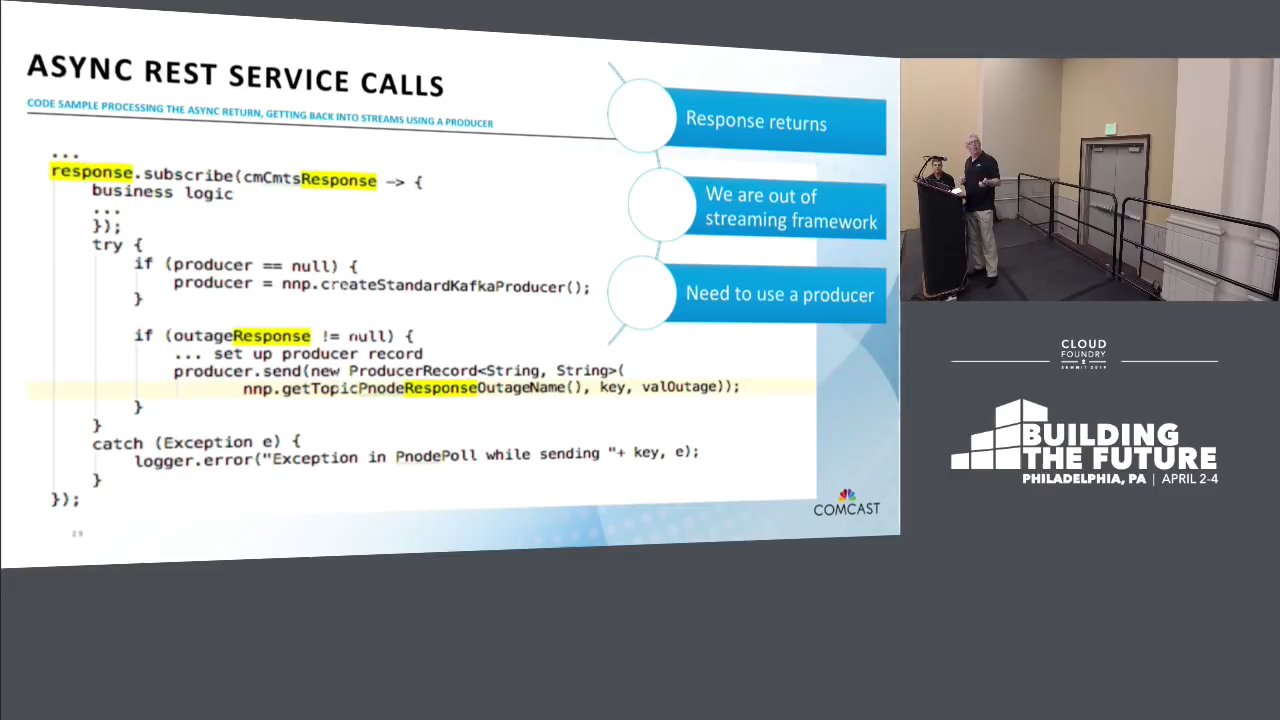 ASYNC REST SERVICE CALLS
CODE SAMPLE PROCESSING THE ASYNC RETURN, GETTING BACK INTO STREAMS USING A PRODUCER
...
response.subscribe(cmCmtsResponse -> {
business logic
...
});
try {
if (producer == null) {
producer = nnp.createStandardKafkaProducer();
}
if (outageResponse != null) {
... set up producer record
producer.send(new ProducerRecord<String, String>(
nnp.getTopicPnodeResponseOutageName(), key, valOutage));
}
}
catch (Exception e) {
logger.error("Exception in PnodePoll while sending "+ key, e);
}
});
Response returns
We are out of
streaming framework
Need to use a producer
29
COMCAST
CLOUD
FOUNDRY
SUMMIT 2019
BUILDING
THE FUTURE
PHILADELPHIA, PA | APRIL 2-4